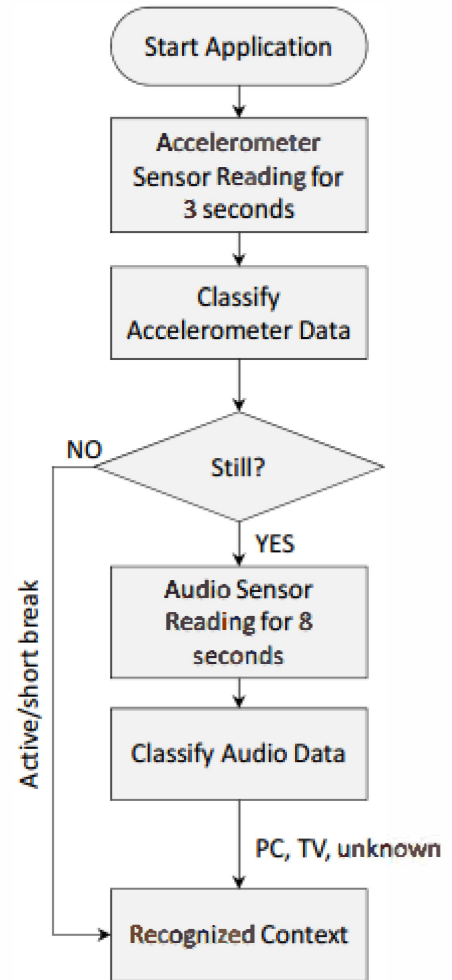 Start Application
Accelerometer
Sensor Reading for
3 seconds
Classify
Accelerometer Data
NO
Still?
YES
Audio Sensor
Reading for 8
seconds
Active/short break
Classify Audio Data
PC, TV, unknown
Recognized Context